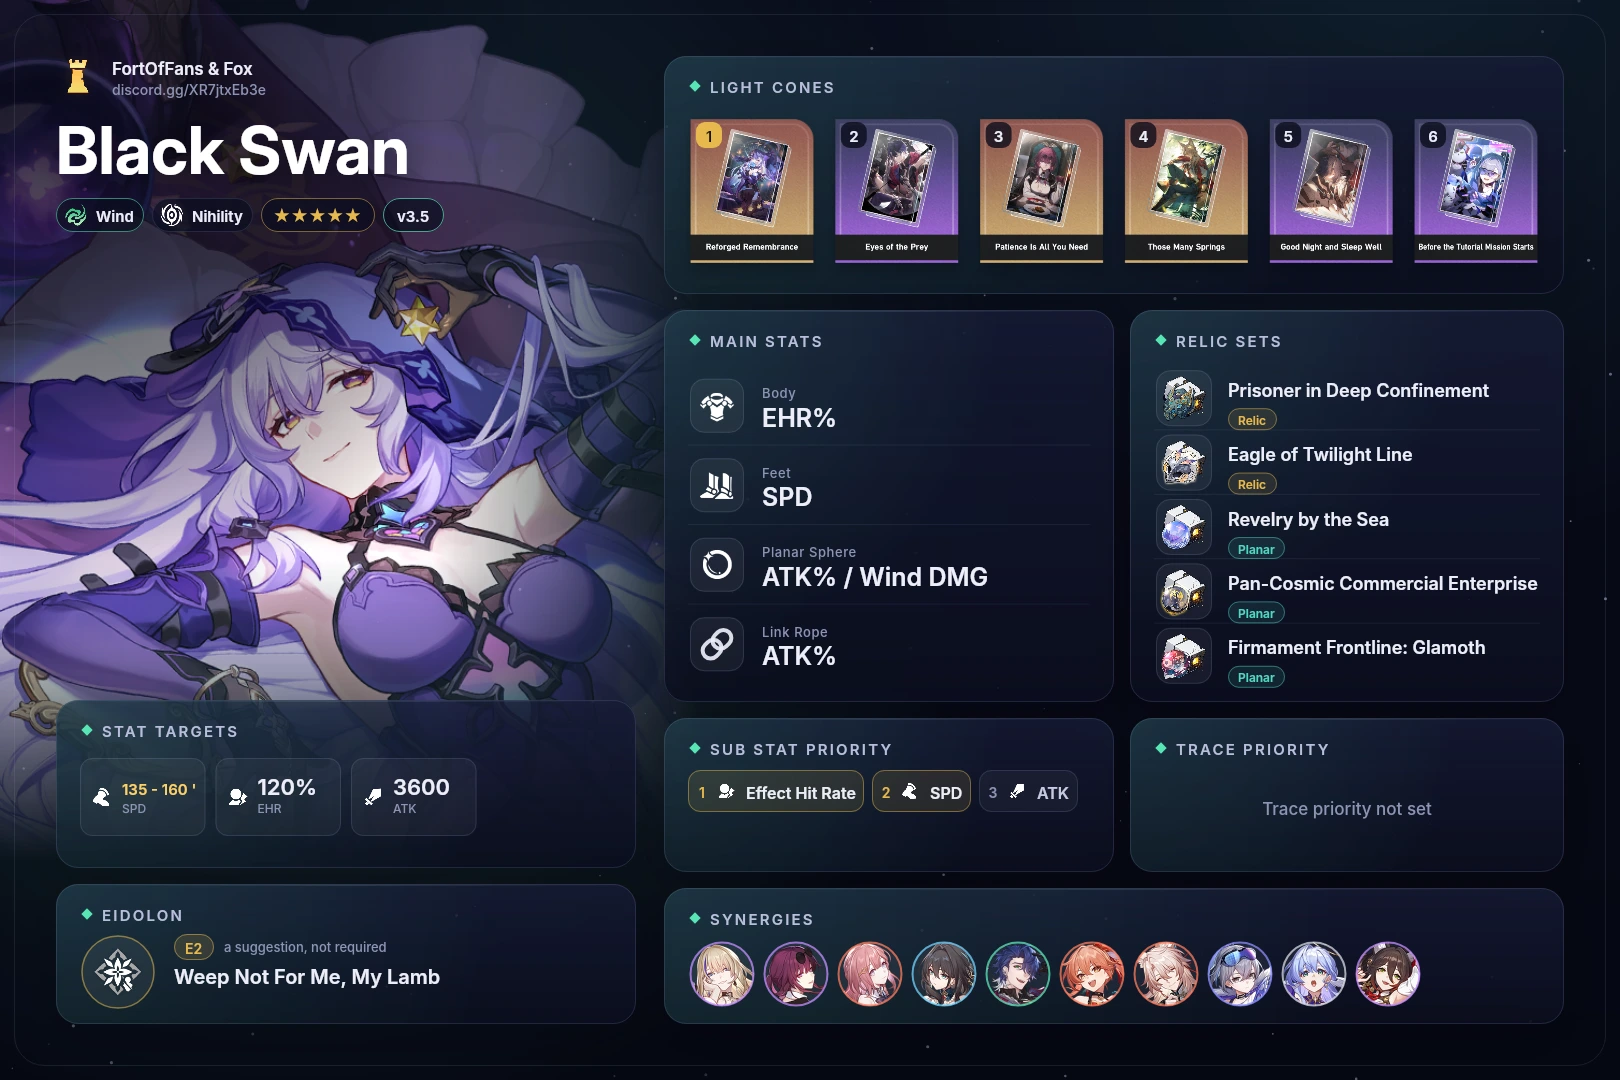 FortOfFans & Fox
discord.gg/XR7jtxEb3e
Black Swan
Wind
Nihility
★★★★★
v3.5
LIGHT CONES
1
2
3
4
5
6
Reforged Remembrance
Eyes of the Prey
Patience Is All You Need
Those Many Springs
Good Night and Sleep Well
Before the Tutorial Mission Starts
MAIN STATS
Body
EHR%
Feet
SPD
Planar Sphere
ATK% / Wind DMG
Link Rope
ATK%
RELIC SETS
Prisoner in Deep Confinement
Relic
Eagle of Twilight Line
Relic
Revelry by the Sea
Planar
Pan-Cosmic Commercial Enterprise
Planar
Firmament Frontline: Glamoth
Planar
STAT TARGETS
135 - 160 '
SPD
120%
EHR
3600
ATK
SUB STAT PRIORITY
1 Effect Hit Rate
2 SPD
3 ATK
TRACE PRIORITY
Trace priority not set
EIDOLON
E2 a suggestion, not required
Weep Not For Me, My Lamb
SYNERGIES